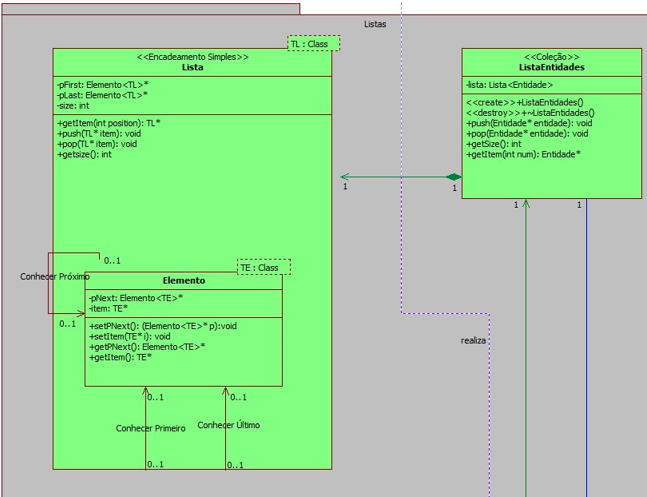 Listas
TL : Class
<<Encadeamento Simples>>
Lista
-pFirst: Elemento<TL>*
-pLast: Elemento<TL>*
-size: int
+getItem(int position): TL*
+push(TL* item): void
+pop(TL* item): void
+getsize(): int
<<Coleção>>
ListaEntidades
-lista: Lista<Entidade>
<<create>>+ListaEntidades()
<<destroy>>+~ListaEntidades()
+push(Entidade* entidade): void
+pop(Entidade* entidade): void
+getSize(): int
+getItem(int num): Entidade*
1
1
1
1
0..1
Conhecer Próximo
0..1
TE : Class
Elemento
-pNext: Elemento<TE>*
-item: TE*
+setPNext(): (Elemento<TE>* p):void
+setItem(TE* i): void
+getPNext(): Elemento<TE>*
+getItem(): TE*
realiza
0..1
0..1
Conhecer Primeiro
Conhecer Último
0..1
0..1